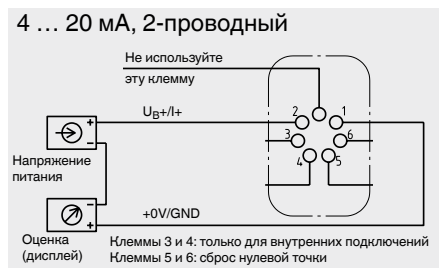 4 … 20 мА, 2-проводный
Не используйте
эту клемму
UB+/I+
2
1
3
6
4
5
+
−
Напряжение
питания
−
+
+0V/GND
Оценка
(дисплей)
Клеммы 3 и 4: только для внутренних подключений
Клеммы 5 и 6: сброс нулевой точки